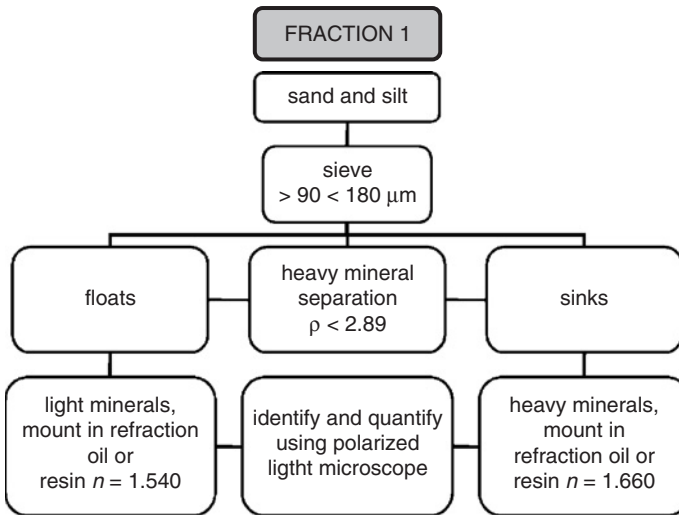 FRACTION 1
sand and silt
sieve
> 90 < 180 μm
floats
heavy mineral
separation
ρ < 2.89
sinks
light minerals,
mount in refraction
oil or
resin n = 1.540
identify and quantify
using polarized
ligtht microscope
heavy minerals,
mount in
refraction oil or
resin n = 1.660